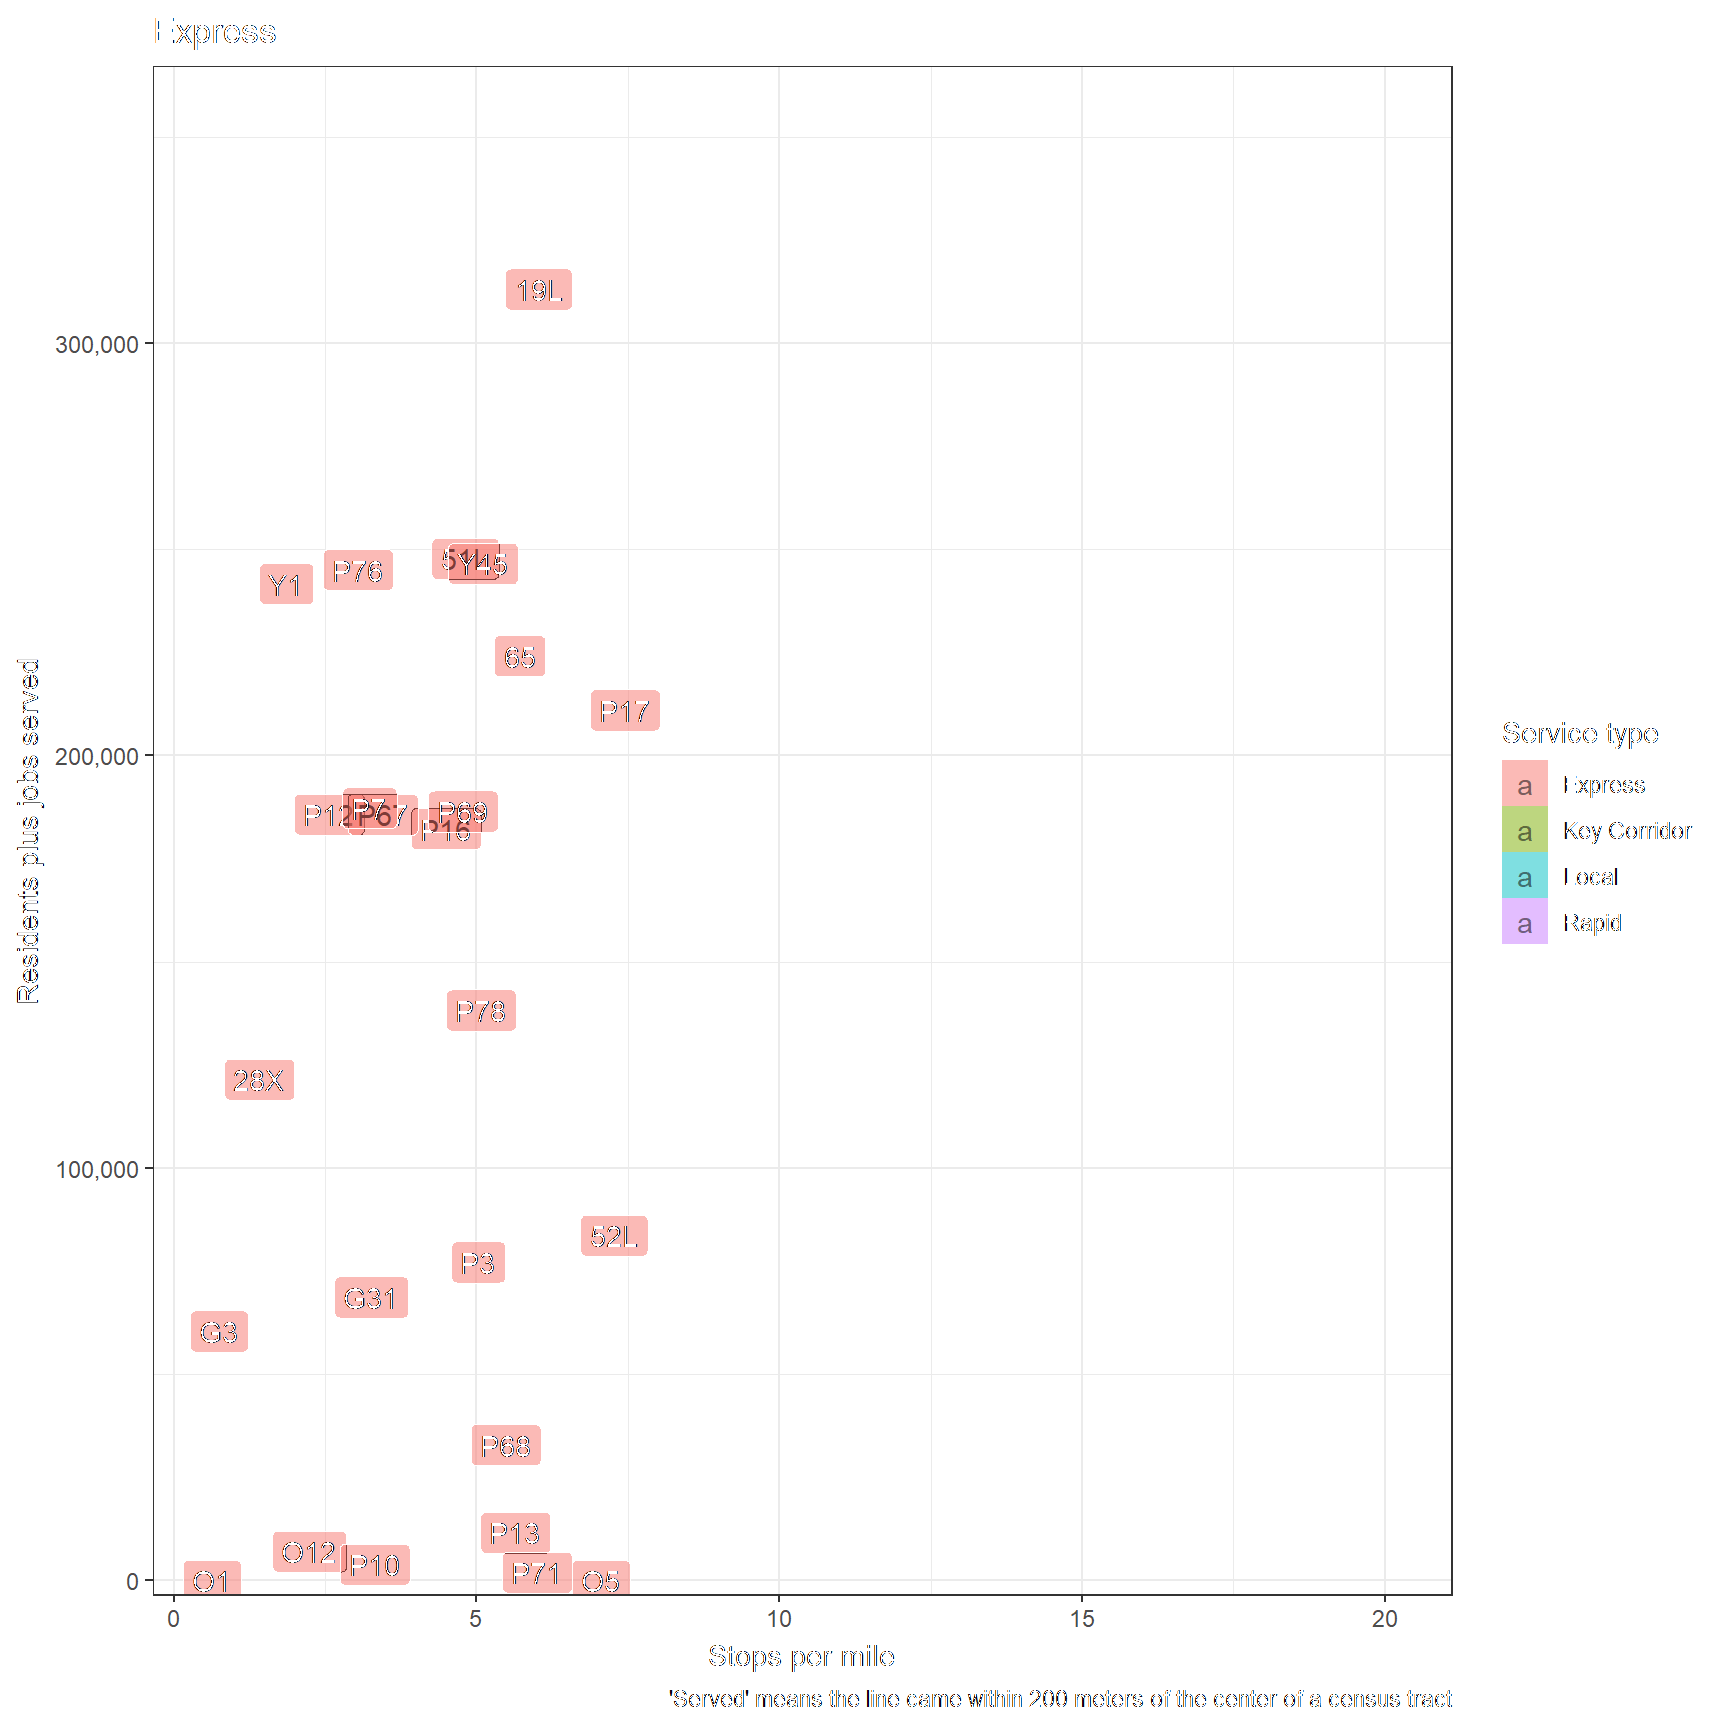 Express
19L
300,000
51L
Y45
P76
Y1
65
P17
200,000
P7
P69
P12
P67
P16
P78
28X
100,000
52L
P3
G31
G3
P68
P13
O12
P10
P71
O1
O5
0
0
5
10
15
20
Residents plus jobs served
Stops per mile
'Served' means the line came within 200 meters of the center of a census tract
Service type
a Express
a Key Corridor
a Local
a Rapid